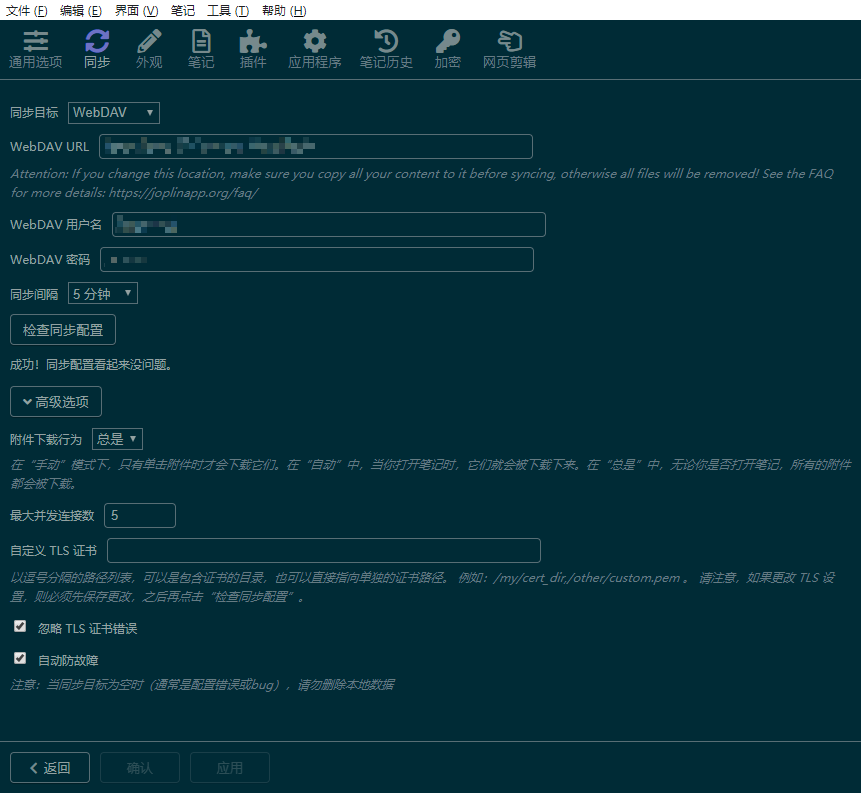 文件 (F) 编辑 (E) 界面 (V) 笔记 工具 (T) 帮助 (H)
通用选项 同步 外观 笔记 插件 应用程序 笔记历史 加密 网页剪辑
同步目标 WebDAV
WebDAV URL
Attention: If you change this location, make sure you copy all your content to it before syncing, otherwise all files will be removed! See the FAQ
for more details: https://joplinapp.org/faq/
WebDAV 用户名
WebDAV 密码
同步间隔 5 分钟
检查同步配置
成功！同步配置看起来没问题。
高级选项
附件下载行为 总是
在“手动”模式下，只有单击附件时才会下载它们。在“自动”中，当你打开笔记时，它们就会被下载下来。在“总是”中，无论你是否打开笔记，所有的附件
都会被下载。
最大并发连接数 5
自定义 TLS 证书
以逗号分隔的路径列表，可以是包含证书的目录，也可以直接指向单独的证书路径。 例如：/my/cert_dir,/other/custom.pem 。 请注意，如果更改 TLS 设
置，则必须先保存更改，之后再点击“检查同步配置”。
忽略 TLS 证书错误
自动防故障
注意：当同步目标为空时（通常是配置错误或bug），请勿删除本地数据
返回 确认 应用